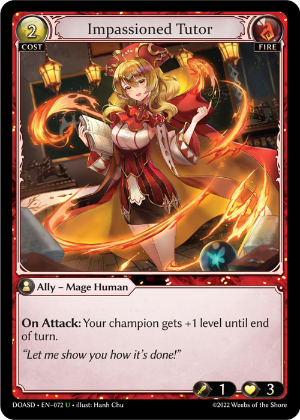 2
Impassioned Tutor
COST
FIRE
Ally – Mage Human
On Attack: Your champion gets +1 level until end
of turn.
“Let me show you how it’s done!”
1
3
DOASD • EN-072 U • illust: Hanh Chu
©2022 Weebs of the Shore